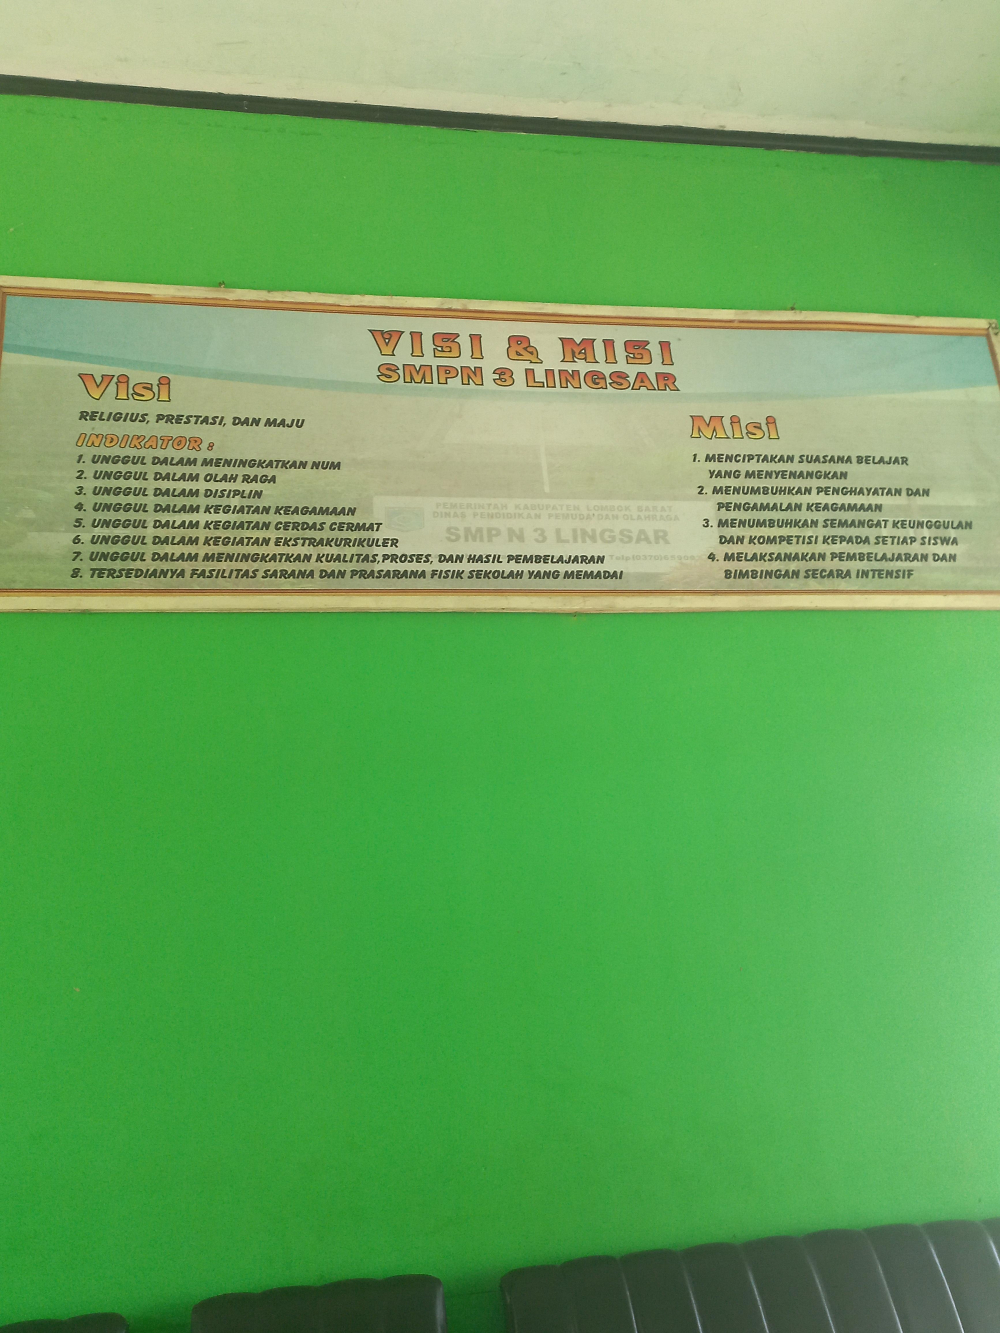 VISI & MISI
SMPN 3 LINGSAR
Visi
RELIGIUS, PRESTASI, DAN MAJU
INDIKATOR :
1. UNGGUL DALAM MENINGKATKAN NUM
2. UNGGUL DALAM OLAH RAGA
3. UNGGUL DALAM DISIPLIN
4. UNGGUL DALAM KEGIATAN KEAGAMAAN
5. UNGGUL DALAM KEGIATAN CERDAS CERMAT
6. UNGGUL DALAM KEGIATAN EKSTRAKURIKULER
7. UNGGUL DALAM MENINGKATKAN KUALITAS,PROSES, DAN HASIL PEMBELAJARAN
8. TERSEDIANYA FASILITAS SARANA DAN PRASARANA FISIK SEKOLAH YANG MEMADAI
PEMERINTAH KABUPATEN LOMBOK BARAT
DINAS PENDIDIKAN PEMUDA DAN OLAHRAGA
SMP N 3 LINGSAR
Misi
1. MENCIPTAKAN SUASANA BELAJAR
YANG MENYENANGKAN
2. MENUMBUHKAN PENGHAYATAN DAN
PENGAMALAN KEAGAMAAN
3. MENUMBUHKAN SEMANGAT KEUNGGULAN
DAN KOMPETISI KEPADA SETIAP SISWA
4. MELAKSANAKAN PEMBELAJARAN DAN
BIMBINGAN SECARA INTENSIF